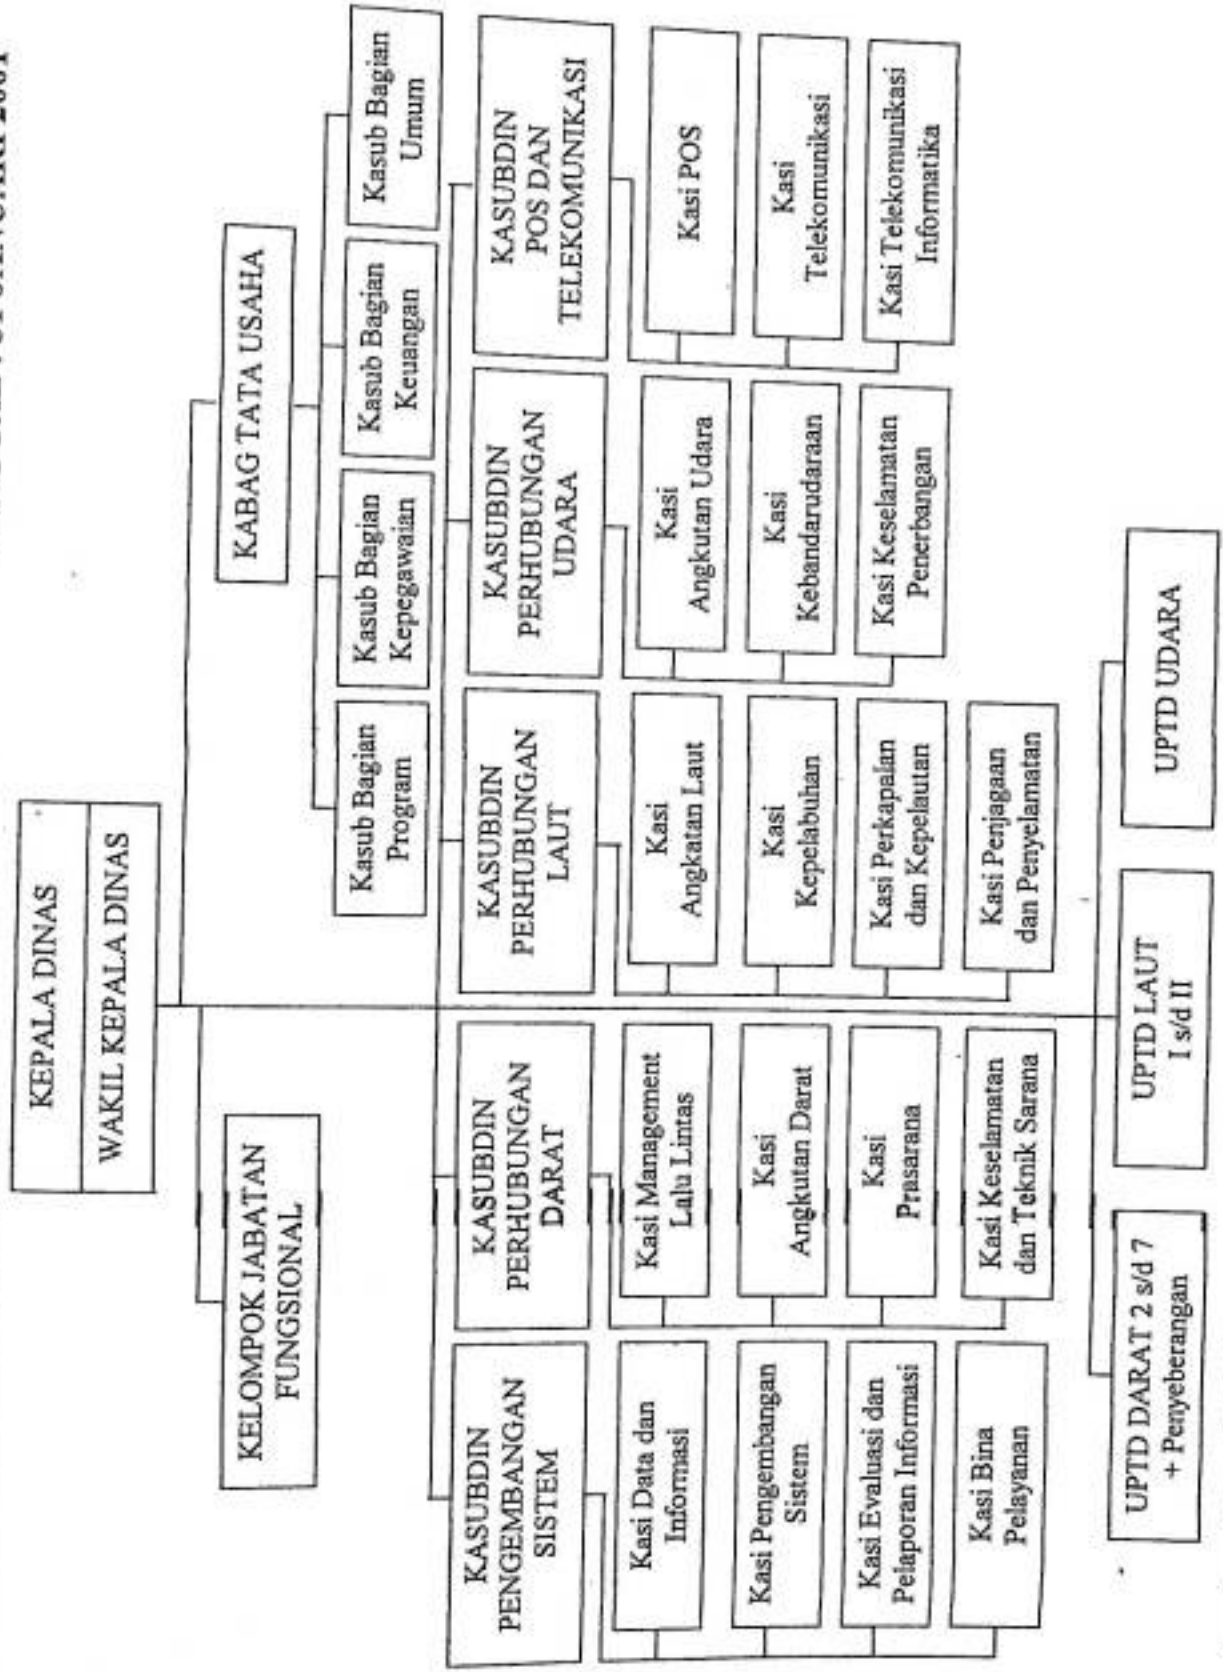 KEPALA DINAS
WAKIL KEPALA DINAS
KELOMPOK JABATAN
FUNGSIONAL
KABAG TATA USAHA
Kasub Bagian
Program
Kasub Bagian
Kepegawaian
Kasub Bagian
Keuangan
Kasub Bagian
Umum
KASUBDIN
PENGEMBANGAN
SISTEM
Kasi Data dan
Informasi
Kasi Pengembangan
Sistem
Kasi Evaluasi dan
Pelaporan Informasi
Kasi Bina
Pelayanan
KASUBDIN
PERHUBUNGAN
DARAT
Kasi Management
Lalu Lintas
Kasi
Angkutan Darat
Kasi
Prasarana
Kasi Keselamatan
dan Teknik Sarana
KASUBDIN
PERHUBUNGAN
LAUT
Kasi
Angkatan Laut
Kasi
Kepelabuhan
Kasi Perkapalan
dan Kepelautan
Kasi Penjagaan
dan Penyelamatan
KASUBDIN
PERHUBUNGAN
UDARA
Kasi
Angkutan Udara
Kasi
Kebandarudaraan
Kasi Keselamatan
Penerbangan
KASUBDIN
POS DAN
TELEKOMUNIKASI
Kasi POS
Kasi
Telekomunikasi
Kasi Telekomunikasi
Informatika
UPTD DARAT 2 s/d 7
+ Penyeberangan
UPTD LAUT
I s/d II
UPTD UDARA